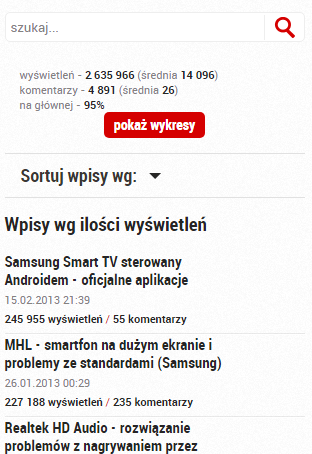 szukaj...
wyświetleń - 2 635 966 (średnia 14 096)
komentarzy - 4 891 (średnia 26)
na głównej - 95%
pokaż wykresy
Sortuj wpisy wg:
Wpisy wg ilości wyświetleń
Samsung Smart TV sterowany
Androidem - oficjalne aplikacje
15.02.2013 21:39
245 955 wyświetleń / 55 komentarzy
MHL - smartfon na dużym ekranie i
problemy ze standardami (Samsung)
26.01.2013 00:29
227 188 wyświetleń / 235 komentarzy
Realtek HD Audio - rozwiązanie
problemów z nagrywaniem przez